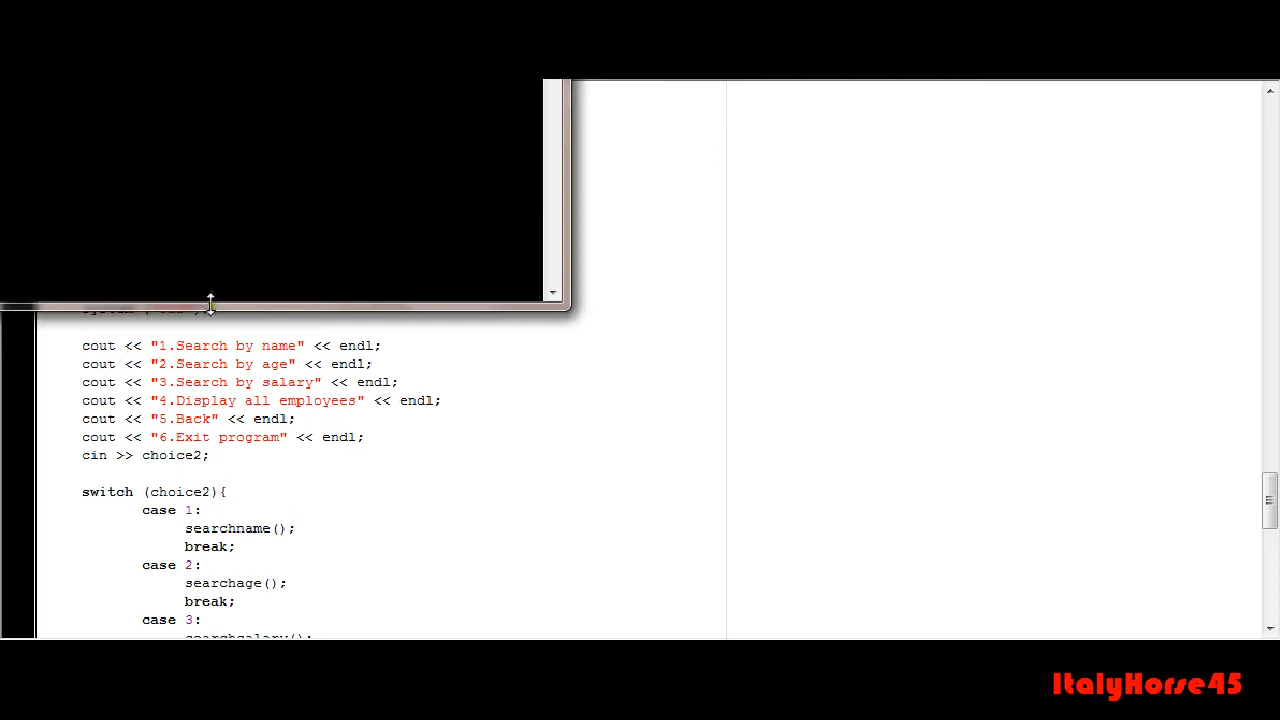 cout << "1.Search by name" << endl;
cout << "2.Search by age" << endl;
cout << "3.Search by salary" << endl;
cout << "4.Display all employees" << endl;
cout << "5.Back" << endl;
cout << "6.Exit program" << endl;
cin >> choice2;
switch (choice2){
case 1:
searchname();
break;
case 2:
searchage();
break;
case 3:
searchsalary();
ItalyHorse45